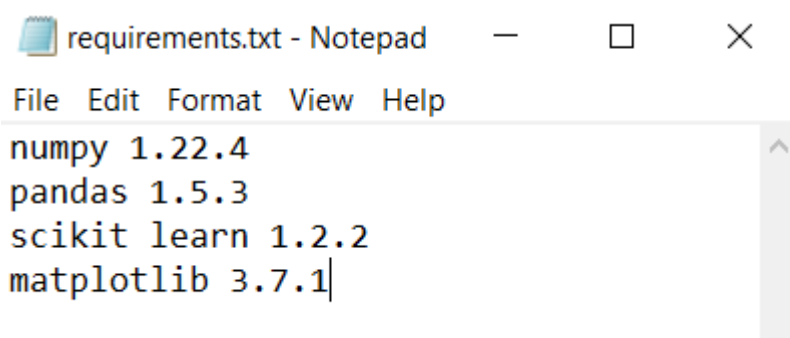 requirements.txt - Notepad
File Edit Format View Help
numpy 1.22.4
pandas 1.5.3
scikit learn 1.2.2
matplotlib 3.7.1